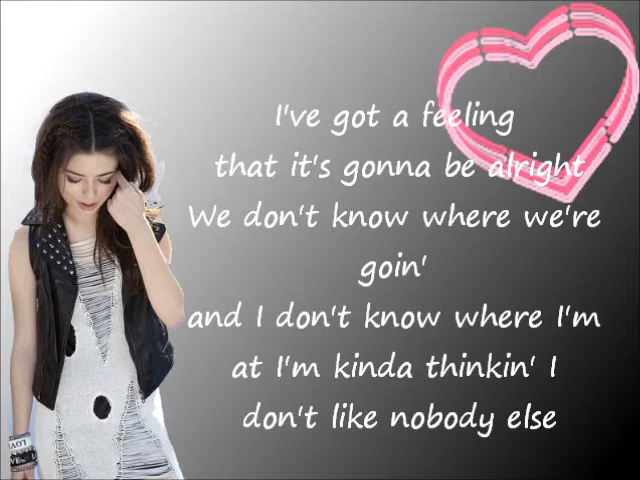 I've got a feeling
that it's gonna be alright
We don't know where we're
goin'
and I don't know where I'm
at I'm kinda thinkin' I
don't like nobody else
LOVE